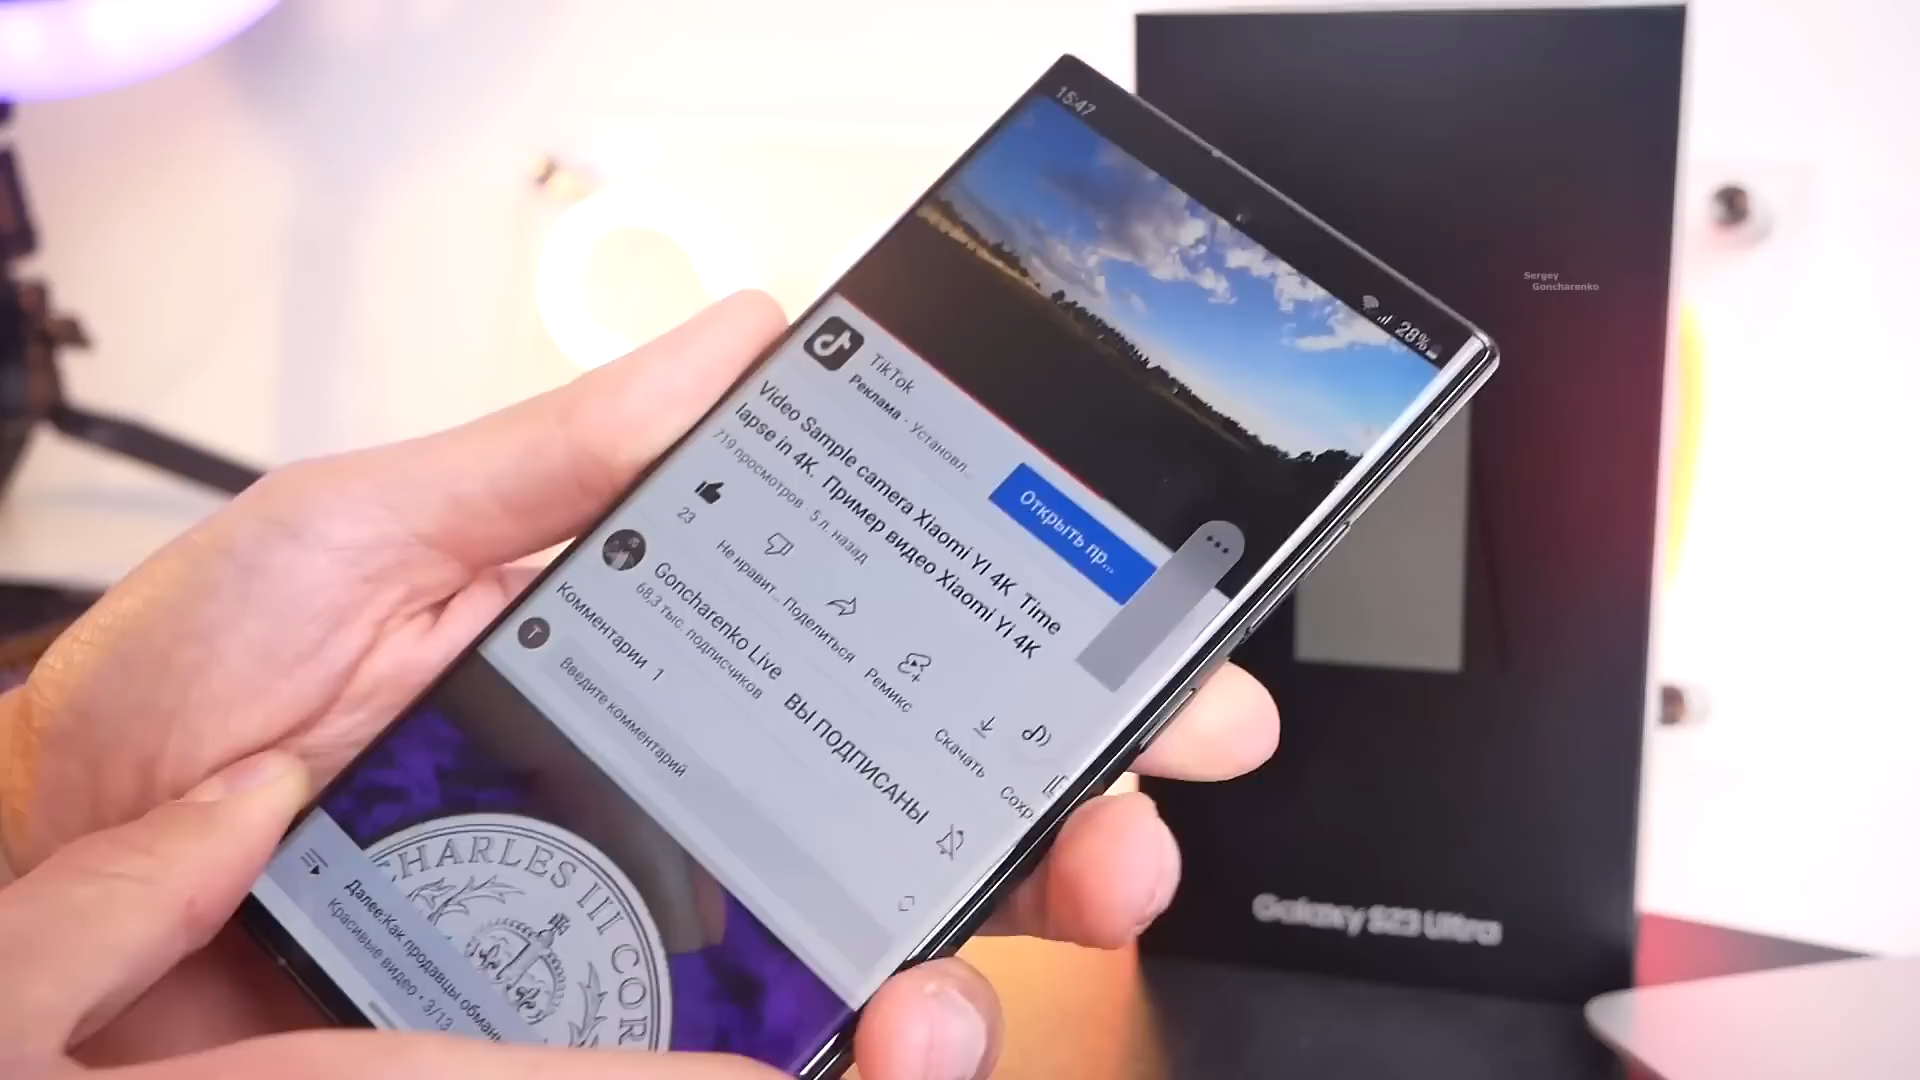 15:47
28%
TikTok
Реклама · Установл...
Открыть пр...
Video Sample camera Xiaomi YI 4K Time
lapse in 4K. Пример видео Xiaomi Yi 4K
719 просмотров · 5 л. назад
23
Не нравит...
Поделиться
Ремикс
Скачать
Сохр
Goncharenko Live
68,3 тыс. подписчиков
ВЫ ПОДПИСАНЫ
Комментарии 1
T
Введите комментарий
CHARLES III COR
Далее:Как продавцы обман
Красивые видео · 3/13
Sergey
Goncharenko
Galaxy S23 Ultra